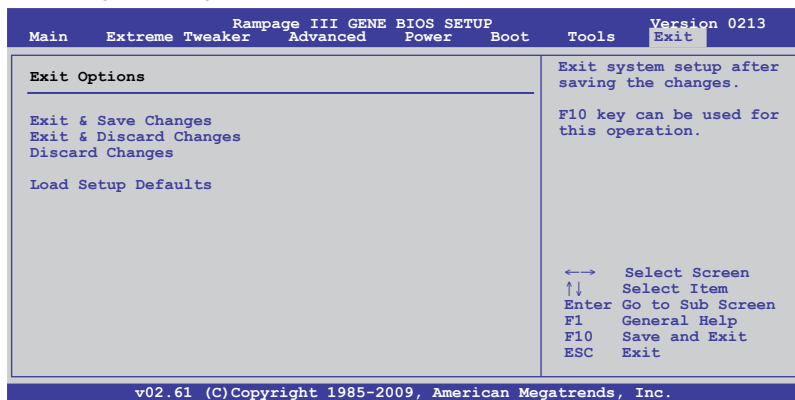 Rampage III GENE BIOS SETUP Version 0213
Main Extreme Tweaker Advanced Power Boot Tools Exit
Exit Options
Exit & Save Changes
Exit & Discard Changes
Discard Changes
Load Setup Defaults
Exit system setup after
saving the changes.
F10 key can be used for
this operation.
←→ Select Screen
↑↓ Select Item
Enter Go to Sub Screen
F1 General Help
F10 Save and Exit
ESC Exit
v02.61 (C)Copyright 1985-2009, American Megatrends, Inc.